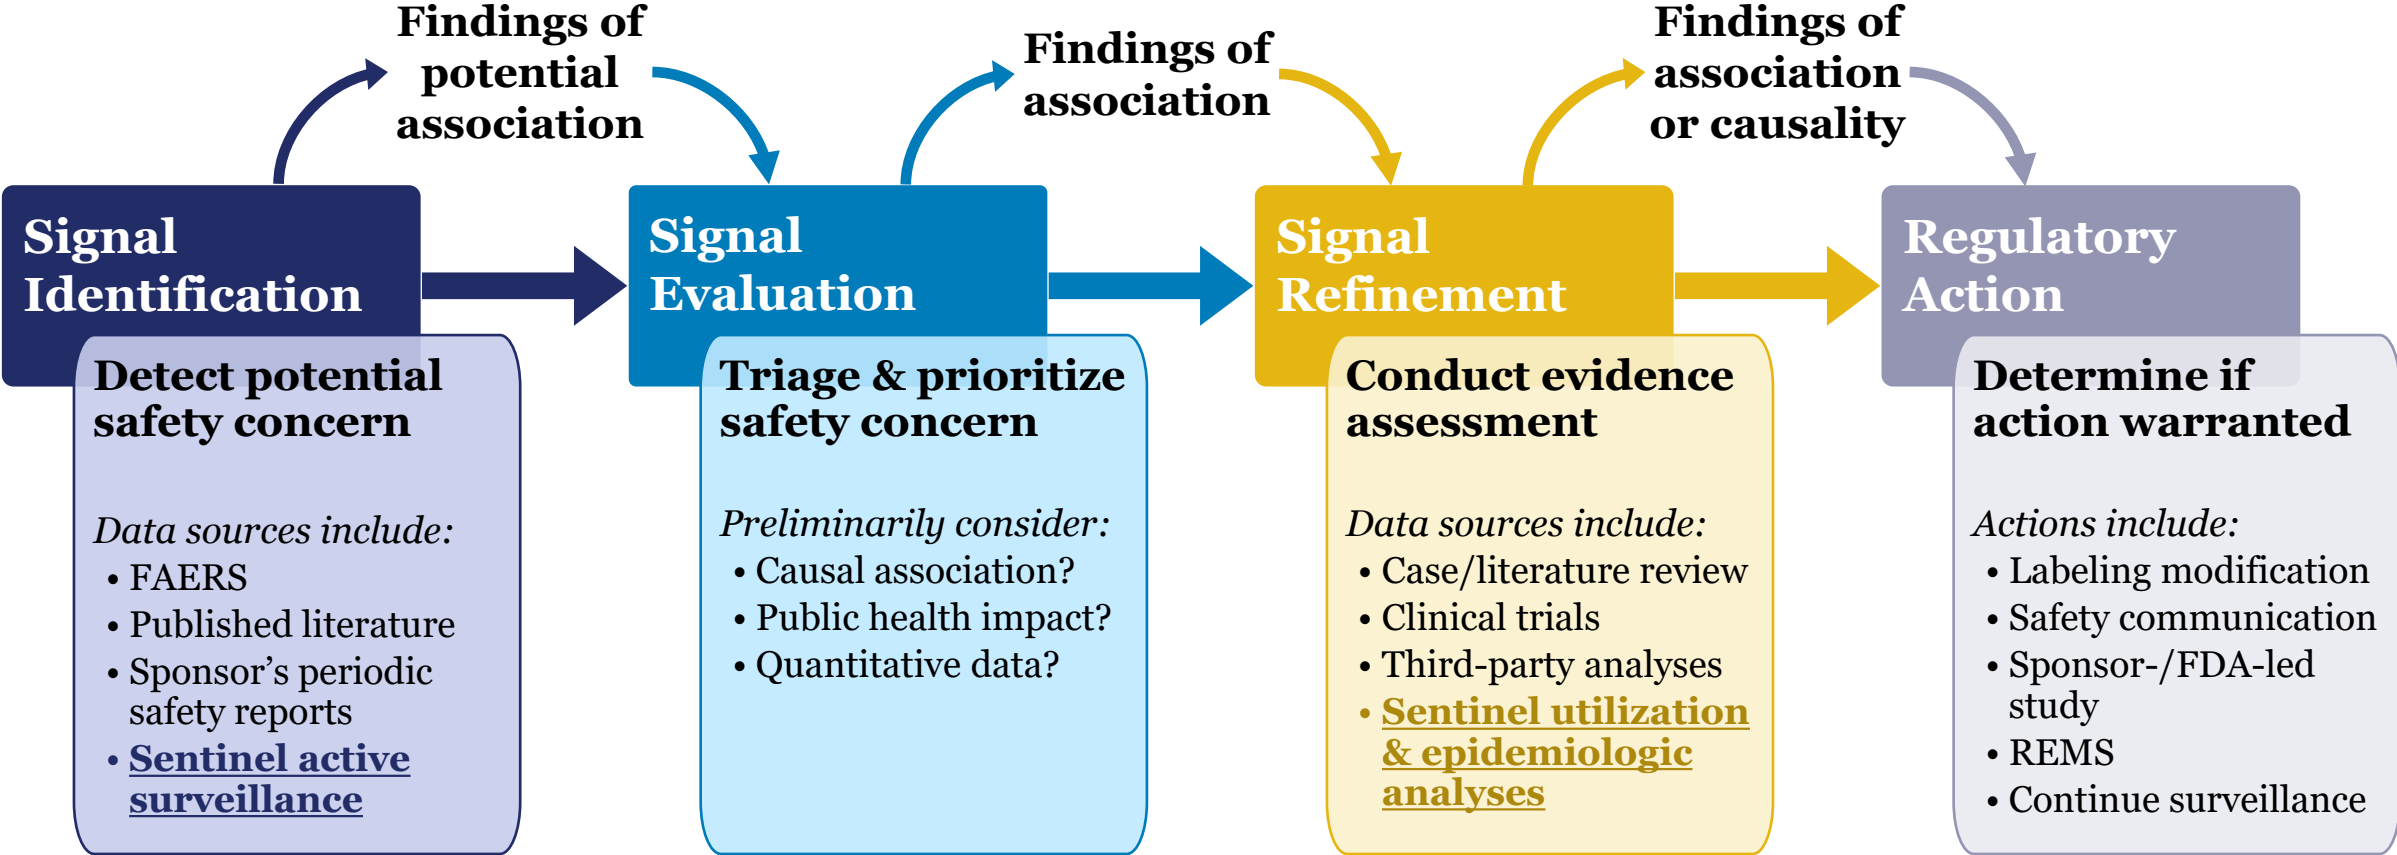 Findings of
potential
association
Findings of
association
Findings of
association
or causality
Signal
Identification
Detect potential
safety concern
Data sources include:
• FAERS
• Published literature
• Sponsor’s periodic
safety reports
• Sentinel active
surveillance
Signal
Evaluation
Triage & prioritize
safety concern
Preliminarily consider:
• Causal association?
• Public health impact?
• Quantitative data?
Signal
Refinement
Conduct evidence
assessment
Data sources include:
• Case/literature review
• Clinical trials
• Third-party analyses
• Sentinel utilization
& epidemiologic
analyses
Regulatory
Action
Determine if
action warranted
Actions include:
• Labeling modification
• Safety communication
• Sponsor-/FDA-led
study
• REMS
• Continue surveillance